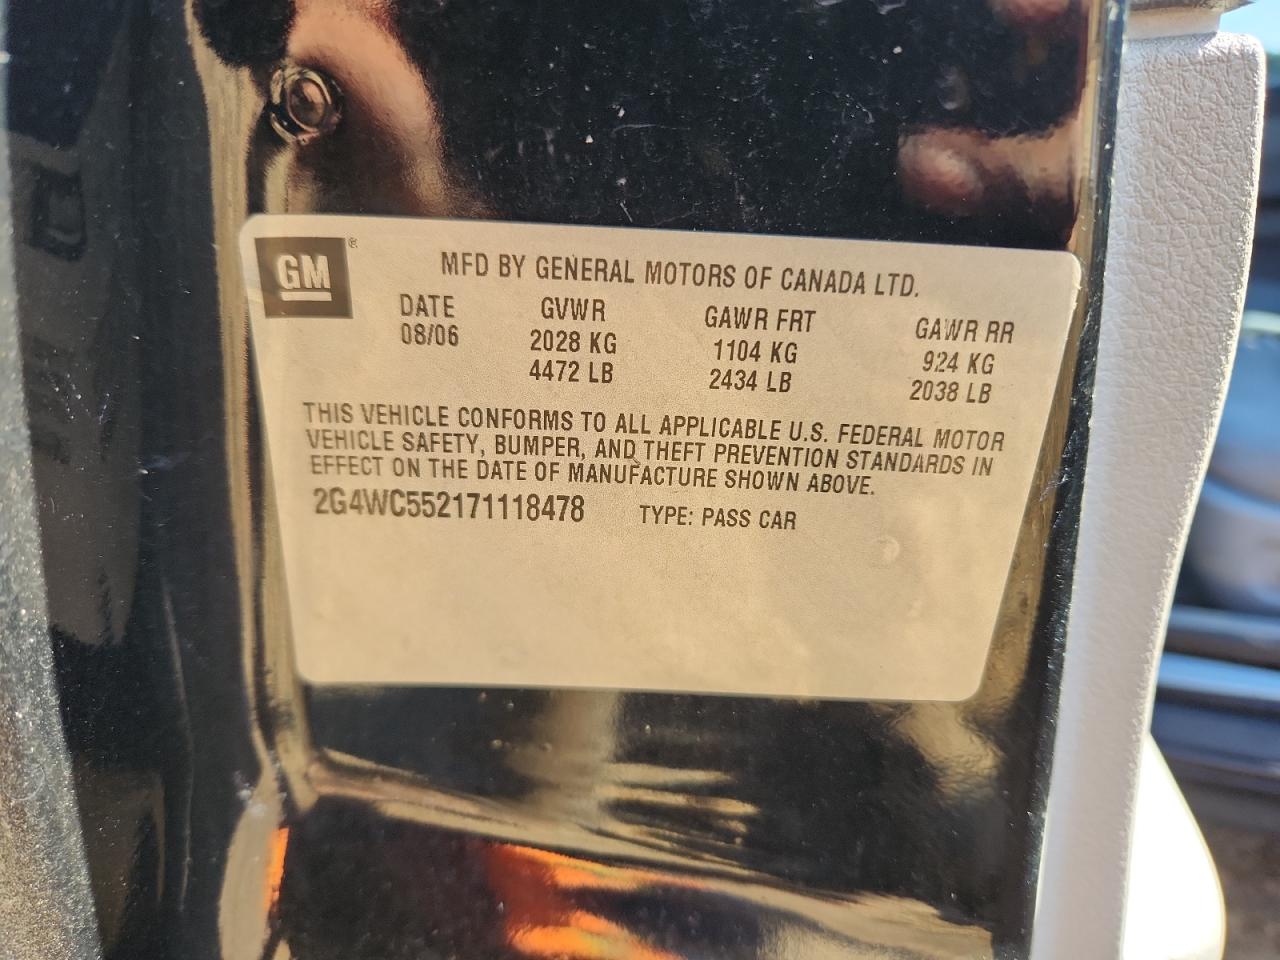 GM®
MFD BY GENERAL MOTORS OF CANADA LTD.
DATE GVWR GAWR FRT GAWR RR
08/06 2028 KG 1104 KG 924 KG
4472 LB 2434 LB 2038 LB
THIS VEHICLE CONFORMS TO ALL APPLICABLE U.S. FEDERAL MOTOR
VEHICLE SAFETY, BUMPER, AND THEFT PREVENTION STANDARDS IN
EFFECT ON THE DATE OF MANUFACTURE SHOWN ABOVE.
2G4WC552171118478 TYPE: PASS CAR